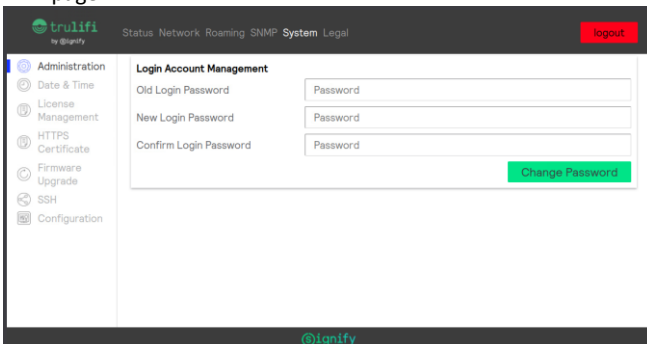 trulifi
by Signify
Status Network Roaming SNMP System Legal
logout
Administration
Date & Time
License
Management
HTTPS
Certificate
Firmware
Upgrade
SSH
Configuration
Login Account Management
Old Login Password
Password
New Login Password
Password
Confirm Login Password
Password
Change Password
Signify